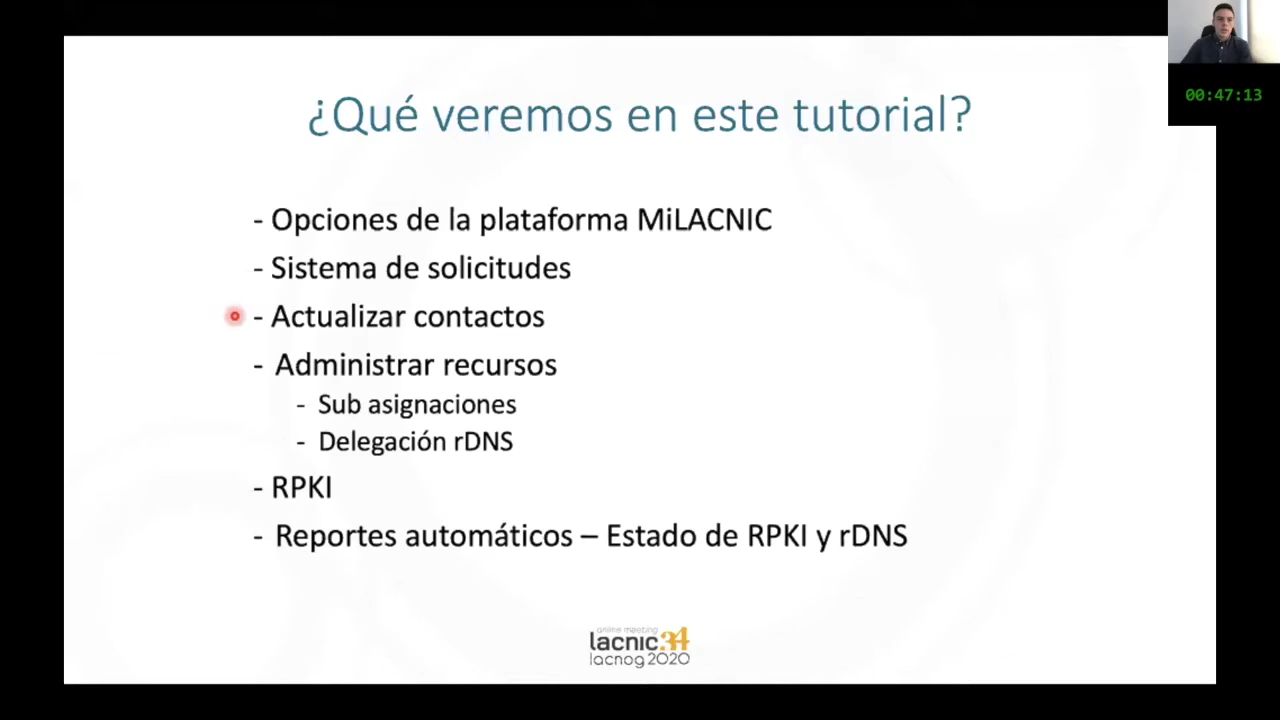 00:47:13
¿Qué veremos en este tutorial?
- Opciones de la plataforma MiLACNIC
- Sistema de solicitudes
- Actualizar contactos
- Administrar recursos
- Sub asignaciones
- Delegación rDNS
- RPKI
- Reportes automáticos – Estado de RPKI y rDNS
online meeting
lacnic34
lacnog2020